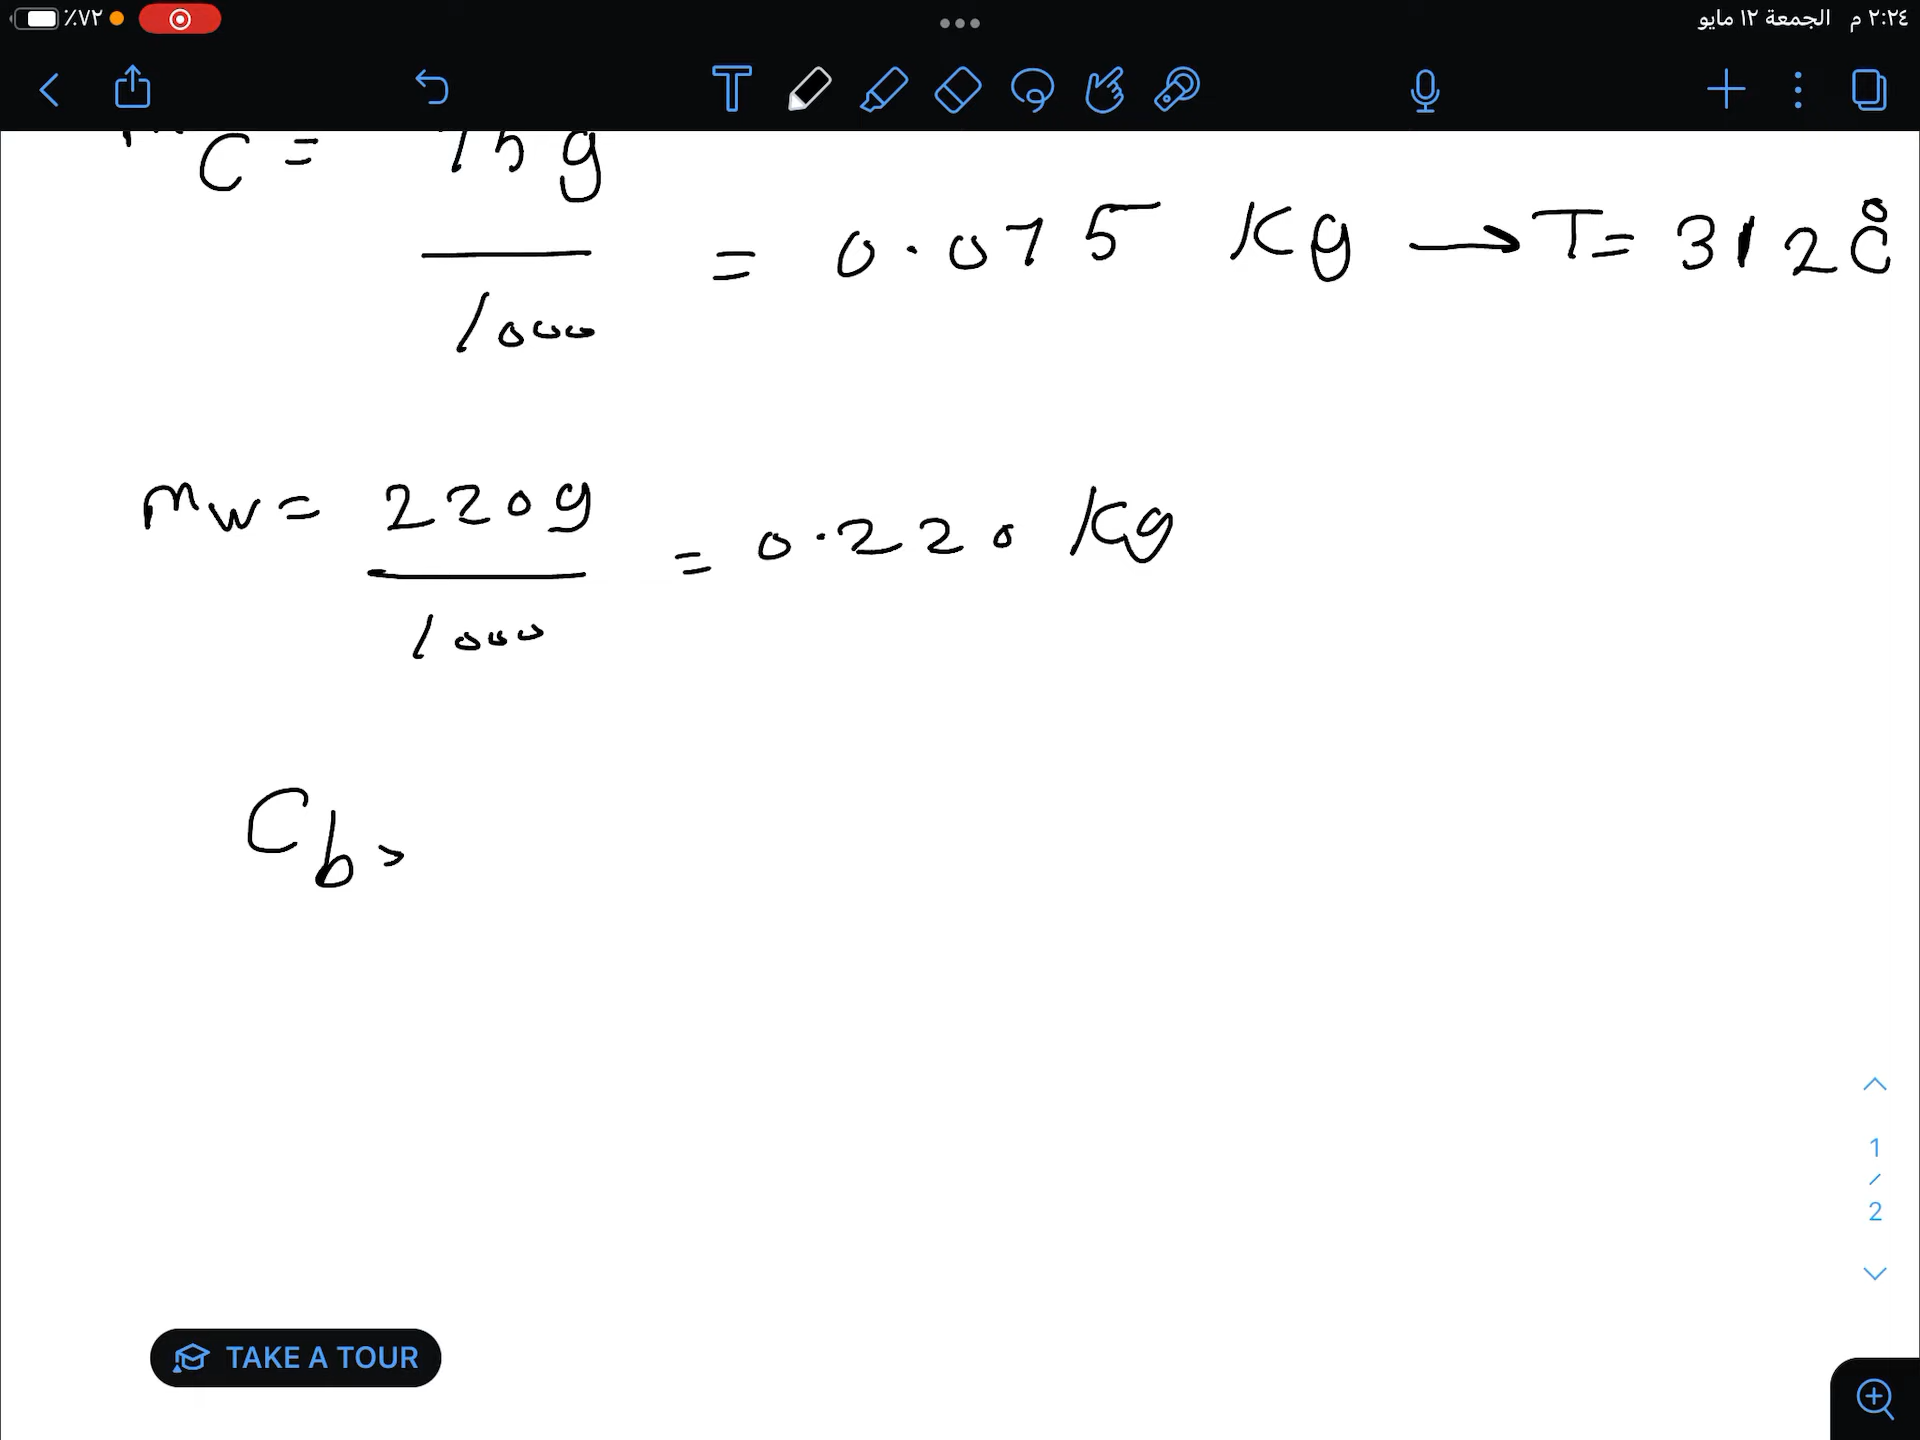 ٪٧٢
الجمعة ١٢ مايو ٢:٢٤ م
T
m C = 75 g / 1000 = 0.075 Kg → T = 312 °C
mw = 220g / 1000 = 0.220 Kg
Cb =
1
/
2
TAKE A TOUR